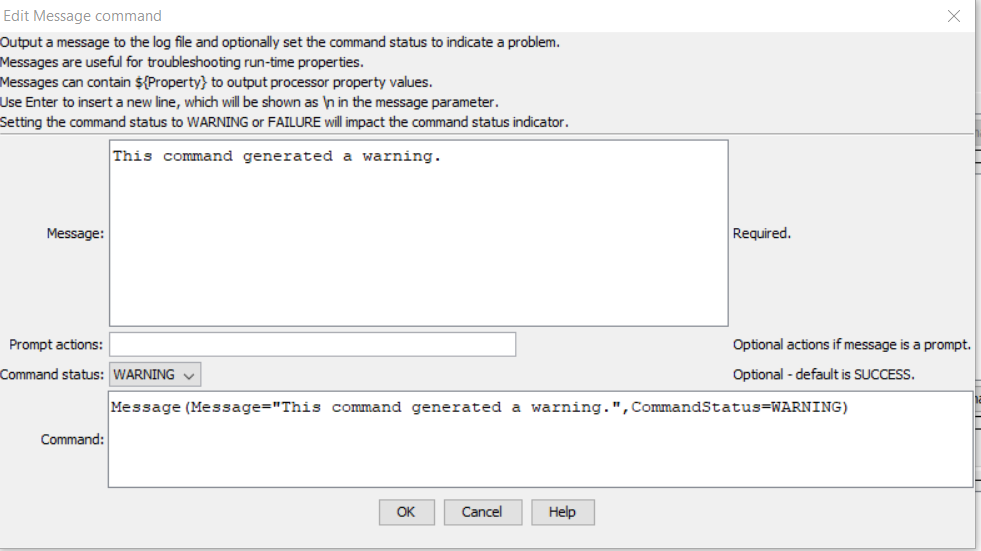 Edit Message command
Output a message to the log file and optionally set the command status to indicate a problem.
Messages are useful for troubleshooting run-time properties.
Messages can contain ${Property} to output processor property values.
Use Enter to insert a new line, which will be shown as \n in the message parameter.
Setting the command status to WARNING or FAILURE will impact the command status indicator.
This command generated a warning.
Message:
Required.
Prompt actions:
Optional actions if message is a prompt.
Command status:
WARNING
Optional - default is SUCCESS.
Message(Message="This command generated a warning.",CommandStatus=WARNING)
Command:
OK
Cancel
Help